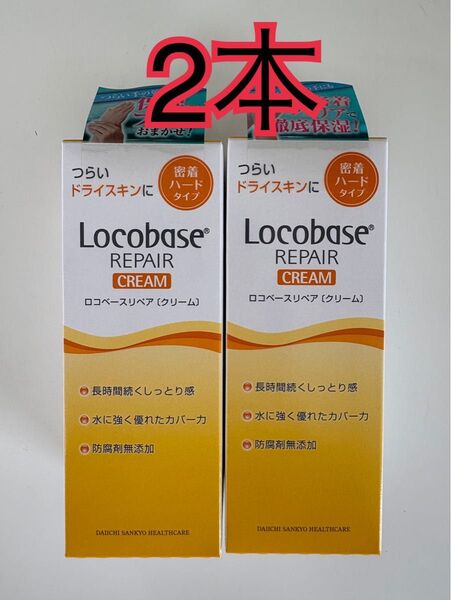 2本
つらい
おまかせ!
徹底保湿!
つらい
ドライスキンに
密着
ハード
タイプ
Locobase®
REPAIR
CREAM
ロコベースリペア〔クリーム〕
長時間続くしっとり感
水に強く優れたカバー力
防腐剤無添加
DAIICHI SANKYO HEALTHCARE
つらい
ドライスキンに
密着
ハード
タイプ
Locobase®
REPAIR
CREAM
ロコベースリペア〔クリーム〕
長時間続くしっとり感
水に強く優れたカバー力
防腐剤無添加
DAIICHI SANKYO HEALTHCARE